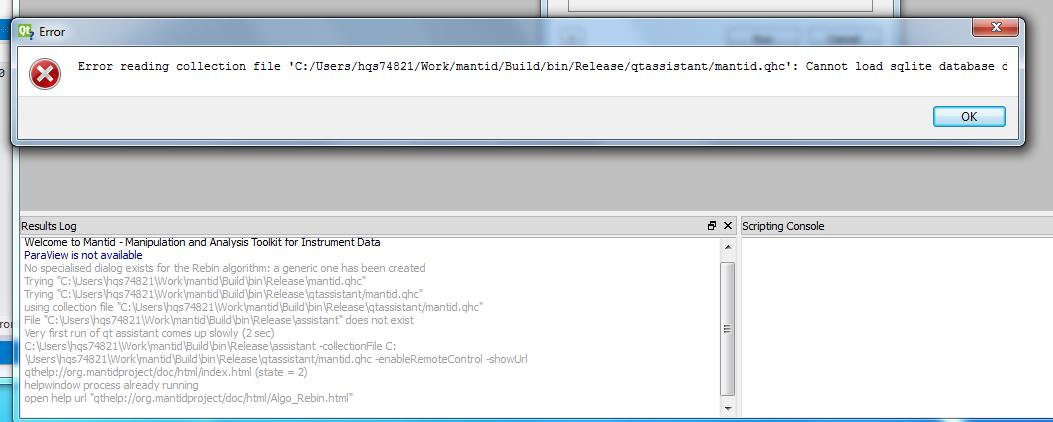 Error
Error reading collection file 'C:/Users/hqs74821/Work/mantid/Build/bin/Release/qtassistant/mantid.qhc': Cannot load sqlite database d
OK
Results Log
Scripting Console
Welcome to Mantid - Manipulation and Analysis Toolkit for Instrument Data
ParaView is not available
No specialised dialog exists for the Rebin algorithm: a generic one has been created
Trying "C:\Users\hqs74821\Work\mantid\Build\bin\Release\mantid.qhc"
Trying "C:\Users\hqs74821\Work\mantid\Build\bin\Release\qtassistant/mantid.qhc"
using collection file "C:\Users\hqs74821\Work\mantid\Build\bin\Release\qtassistant/mantid.qhc"
File "C:\Users\hqs74821\Work\mantid\Build\bin\Release\assistant" does not exist
Very first run of qt assistant comes up slowly (2 sec)
C:\Users\hqs74821\Work\mantid\Build\bin\Release\assistant -collectionFile C:
\Users\hqs74821\Work\mantid\Build\bin\Release\qtassistant/mantid.qhc -enableRemoteControl -showUrl
qthelp://org.mantidproject/doc/html/index.html (state = 2)
helpwindow process already running
open help url "qthelp://org.mantidproject/doc/html/Algo_Rebin.html"